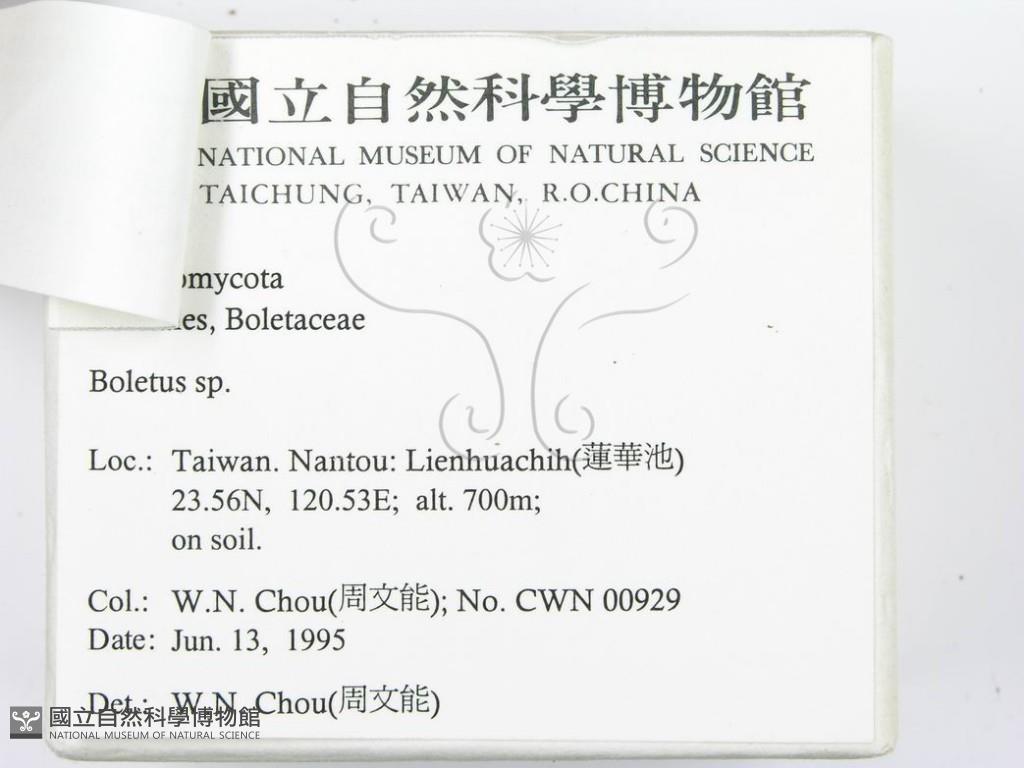 國立自然科學博物館
NATIONAL MUSEUM OF NATURAL SCIENCE
TAICHUNG, TAIWAN, R.O.CHINA
Boletaceae
Boletus sp.
Loc.: Taiwan. Nantou: Lienhuachih(蓮華池)
23.56N, 120.53E; alt. 700m;
on soil.
Col.: W.N. Chou(周文能); No. CWN 00929
Date: Jun. 13, 1995
Det.: W.N. Chou(周文能)
國立自然科學博物館
NATIONAL MUSEUM OF NATURAL SCIENCE